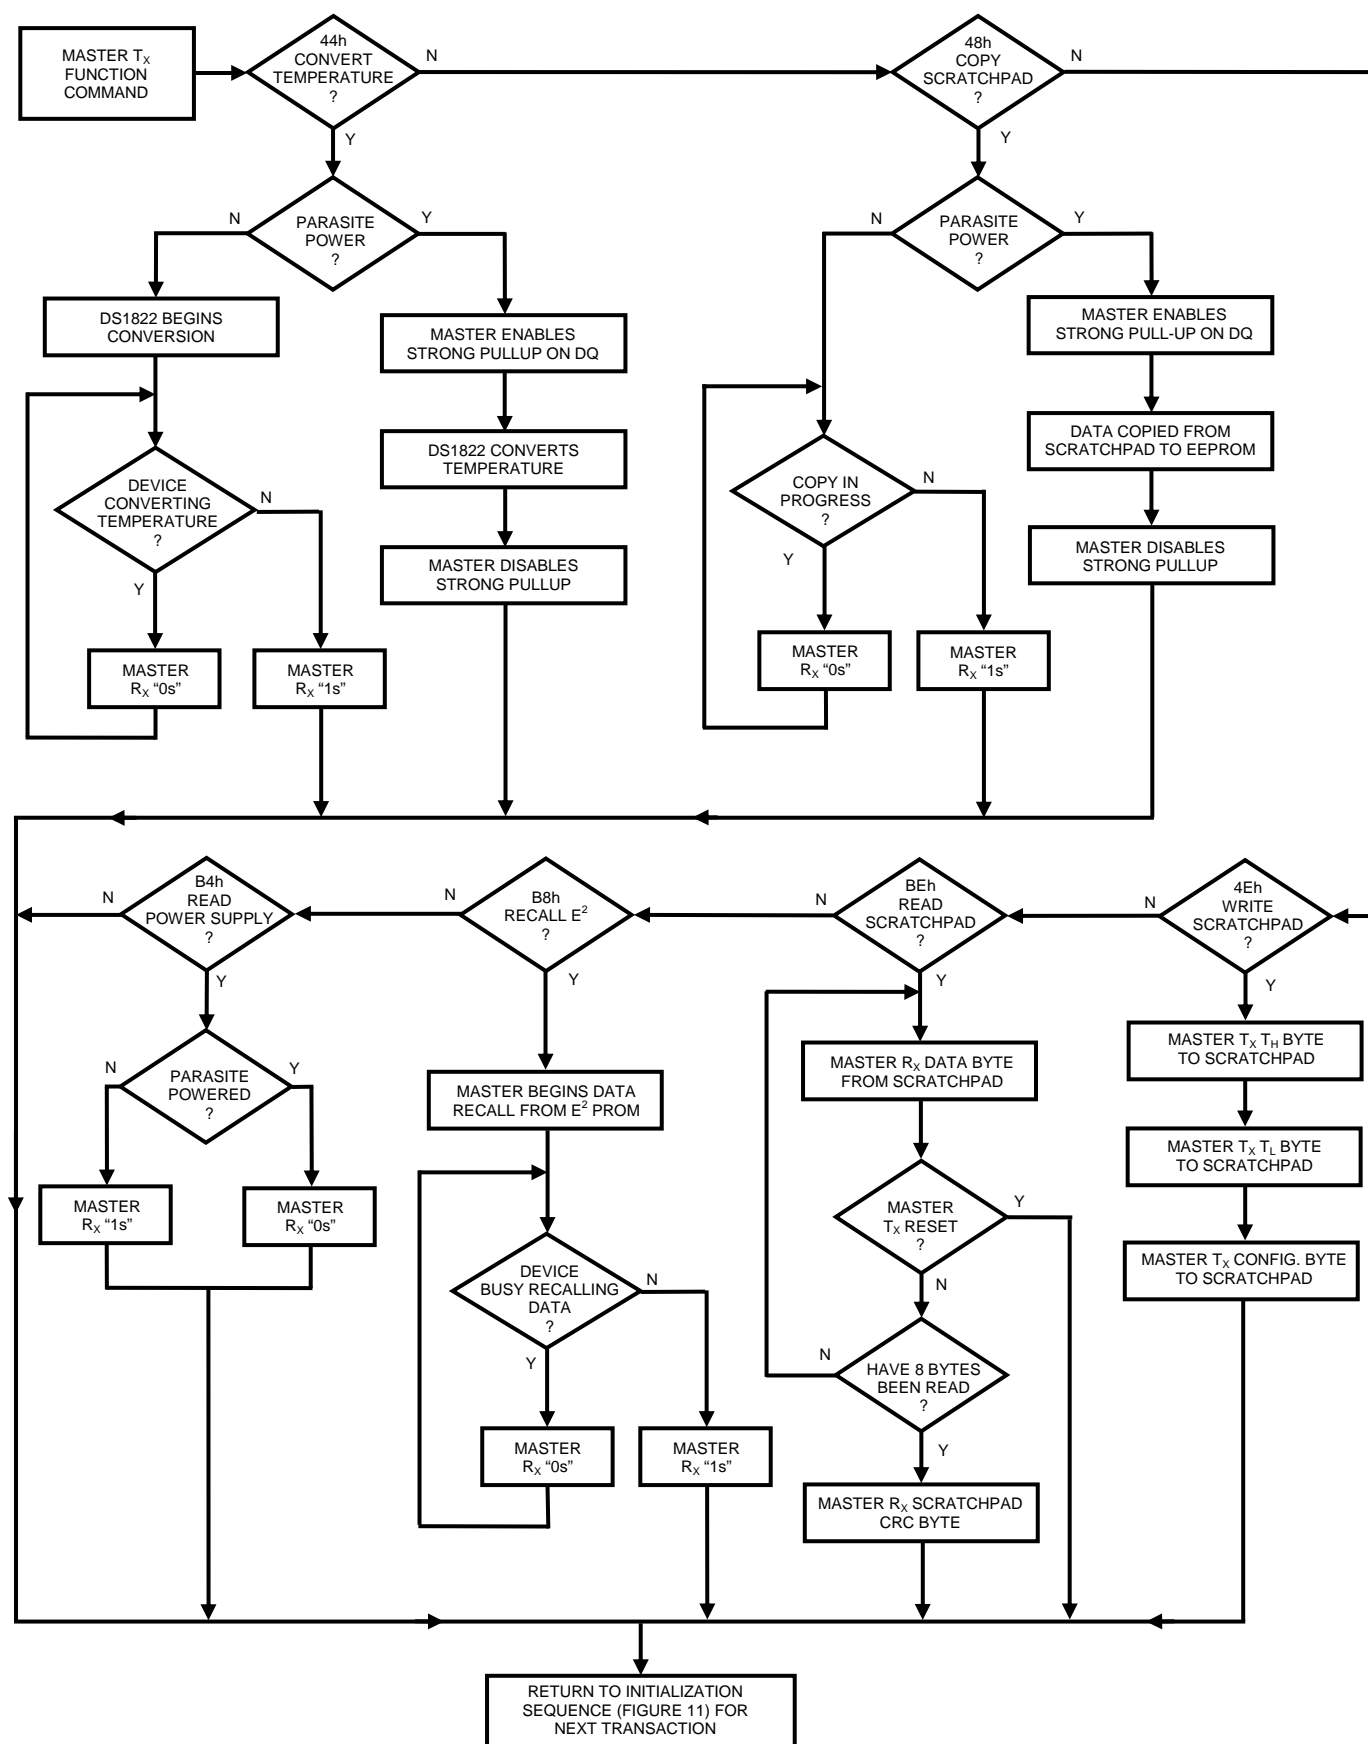 MASTER TX
FUNCTION
COMMAND
44h
CONVERT
TEMPERATURE
?
N
Y
48h
COPY
SCRATCHPAD
?
N
Y
PARASITE
POWER
?
N
Y
PARASITE
POWER
?
N
Y
DS1822 BEGINS
CONVERSION
MASTER ENABLES
STRONG PULLUP ON DQ
MASTER ENABLES
STRONG PULL-UP ON DQ
DS1822 CONVERTS
TEMPERATURE
DATA COPIED FROM
SCRATCHPAD TO EEPROM
DEVICE
CONVERTING
TEMPERATURE
?
N
Y
COPY IN
PROGRESS
?
N
Y
MASTER DISABLES
STRONG PULLUP
MASTER DISABLES
STRONG PULLUP
MASTER
RX “0s”
MASTER
RX “1s”
MASTER
RX “0s”
MASTER
RX “1s”
B4h
READ
POWER SUPPLY
?
N
Y
B8h
RECALL E²
?
N
Y
BEh
READ
SCRATCHPAD
?
N
Y
4Eh
WRITE
SCRATCHPAD
?
N
Y
PARASITE
POWERED
?
N
Y
MASTER BEGINS DATA
RECALL FROM E² PROM
MASTER RX DATA BYTE
FROM SCRATCHPAD
MASTER TX TH BYTE
TO SCRATCHPAD
MASTER TX TL BYTE
TO SCRATCHPAD
MASTER
RX “1s”
MASTER
RX “0s”
MASTER
TX RESET
?
Y
N
DEVICE
BUSY RECALLING
DATA
?
N
Y
MASTER TX CONFIG. BYTE
TO SCRATCHPAD
HAVE 8 BYTES
BEEN READ
?
N
Y
MASTER
RX “0s”
MASTER
RX “1s”
MASTER RX SCRATCHPAD
CRC BYTE
RETURN TO INITIALIZATION
SEQUENCE (FIGURE 11) FOR
NEXT TRANSACTION